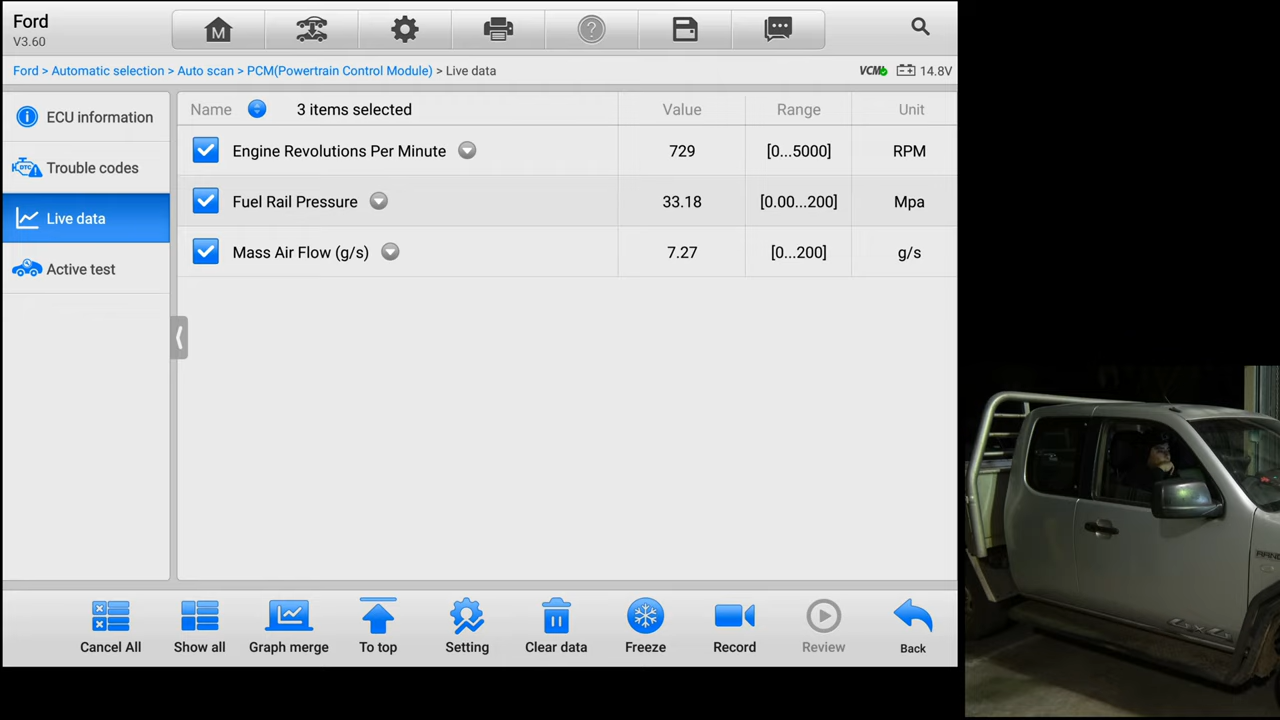 Ford
V3.60
M
?
Ford > Automatic selection > Auto scan > PCM(Powertrain Control Module) > Live data
VCMI 14.8V
ECU information
Trouble codes
Live data
Active test
Name 3 items selected Value Range Unit
Engine Revolutions Per Minute 729 [0...5000] RPM
Fuel Rail Pressure 33.18 [0.00...200] Mpa
Mass Air Flow (g/s) 7.27 [0...200] g/s
Cancel All
Show all
Graph merge
To top
Setting
Clear data
Freeze
Record
Review
Back